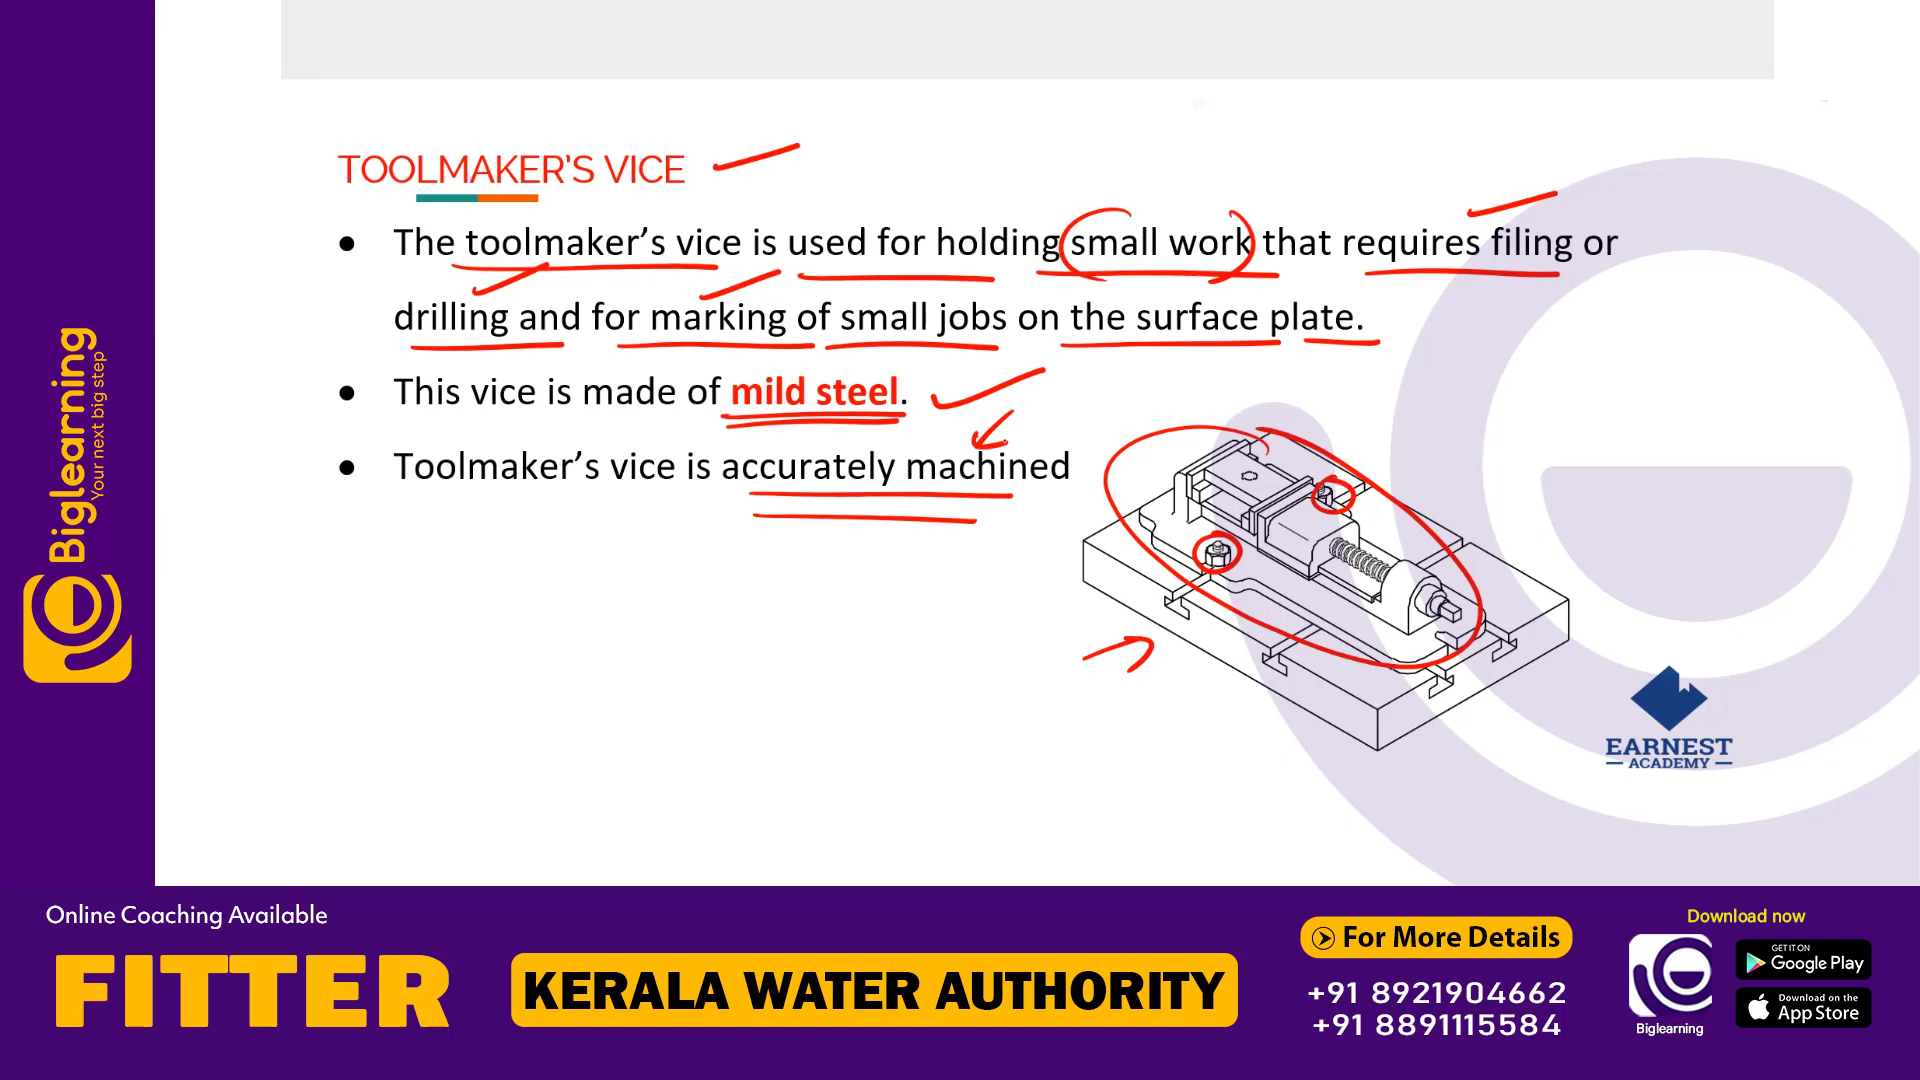 TOOLMAKER'S VICE
● The toolmaker’s vice is used for holding small work that requires filing or
drilling and for marking of small jobs on the surface plate.
● This vice is made of mild steel.
● Toolmaker’s vice is accurately machined
EARNEST
ACADEMY
Biglearning
Your next big step
Online Coaching Available
FITTER
KERALA WATER AUTHORITY
For More Details
+91 8921904662
+91 8891115584
Download now
GET IT ON
Google Play
Download on the
App Store
Biglearning